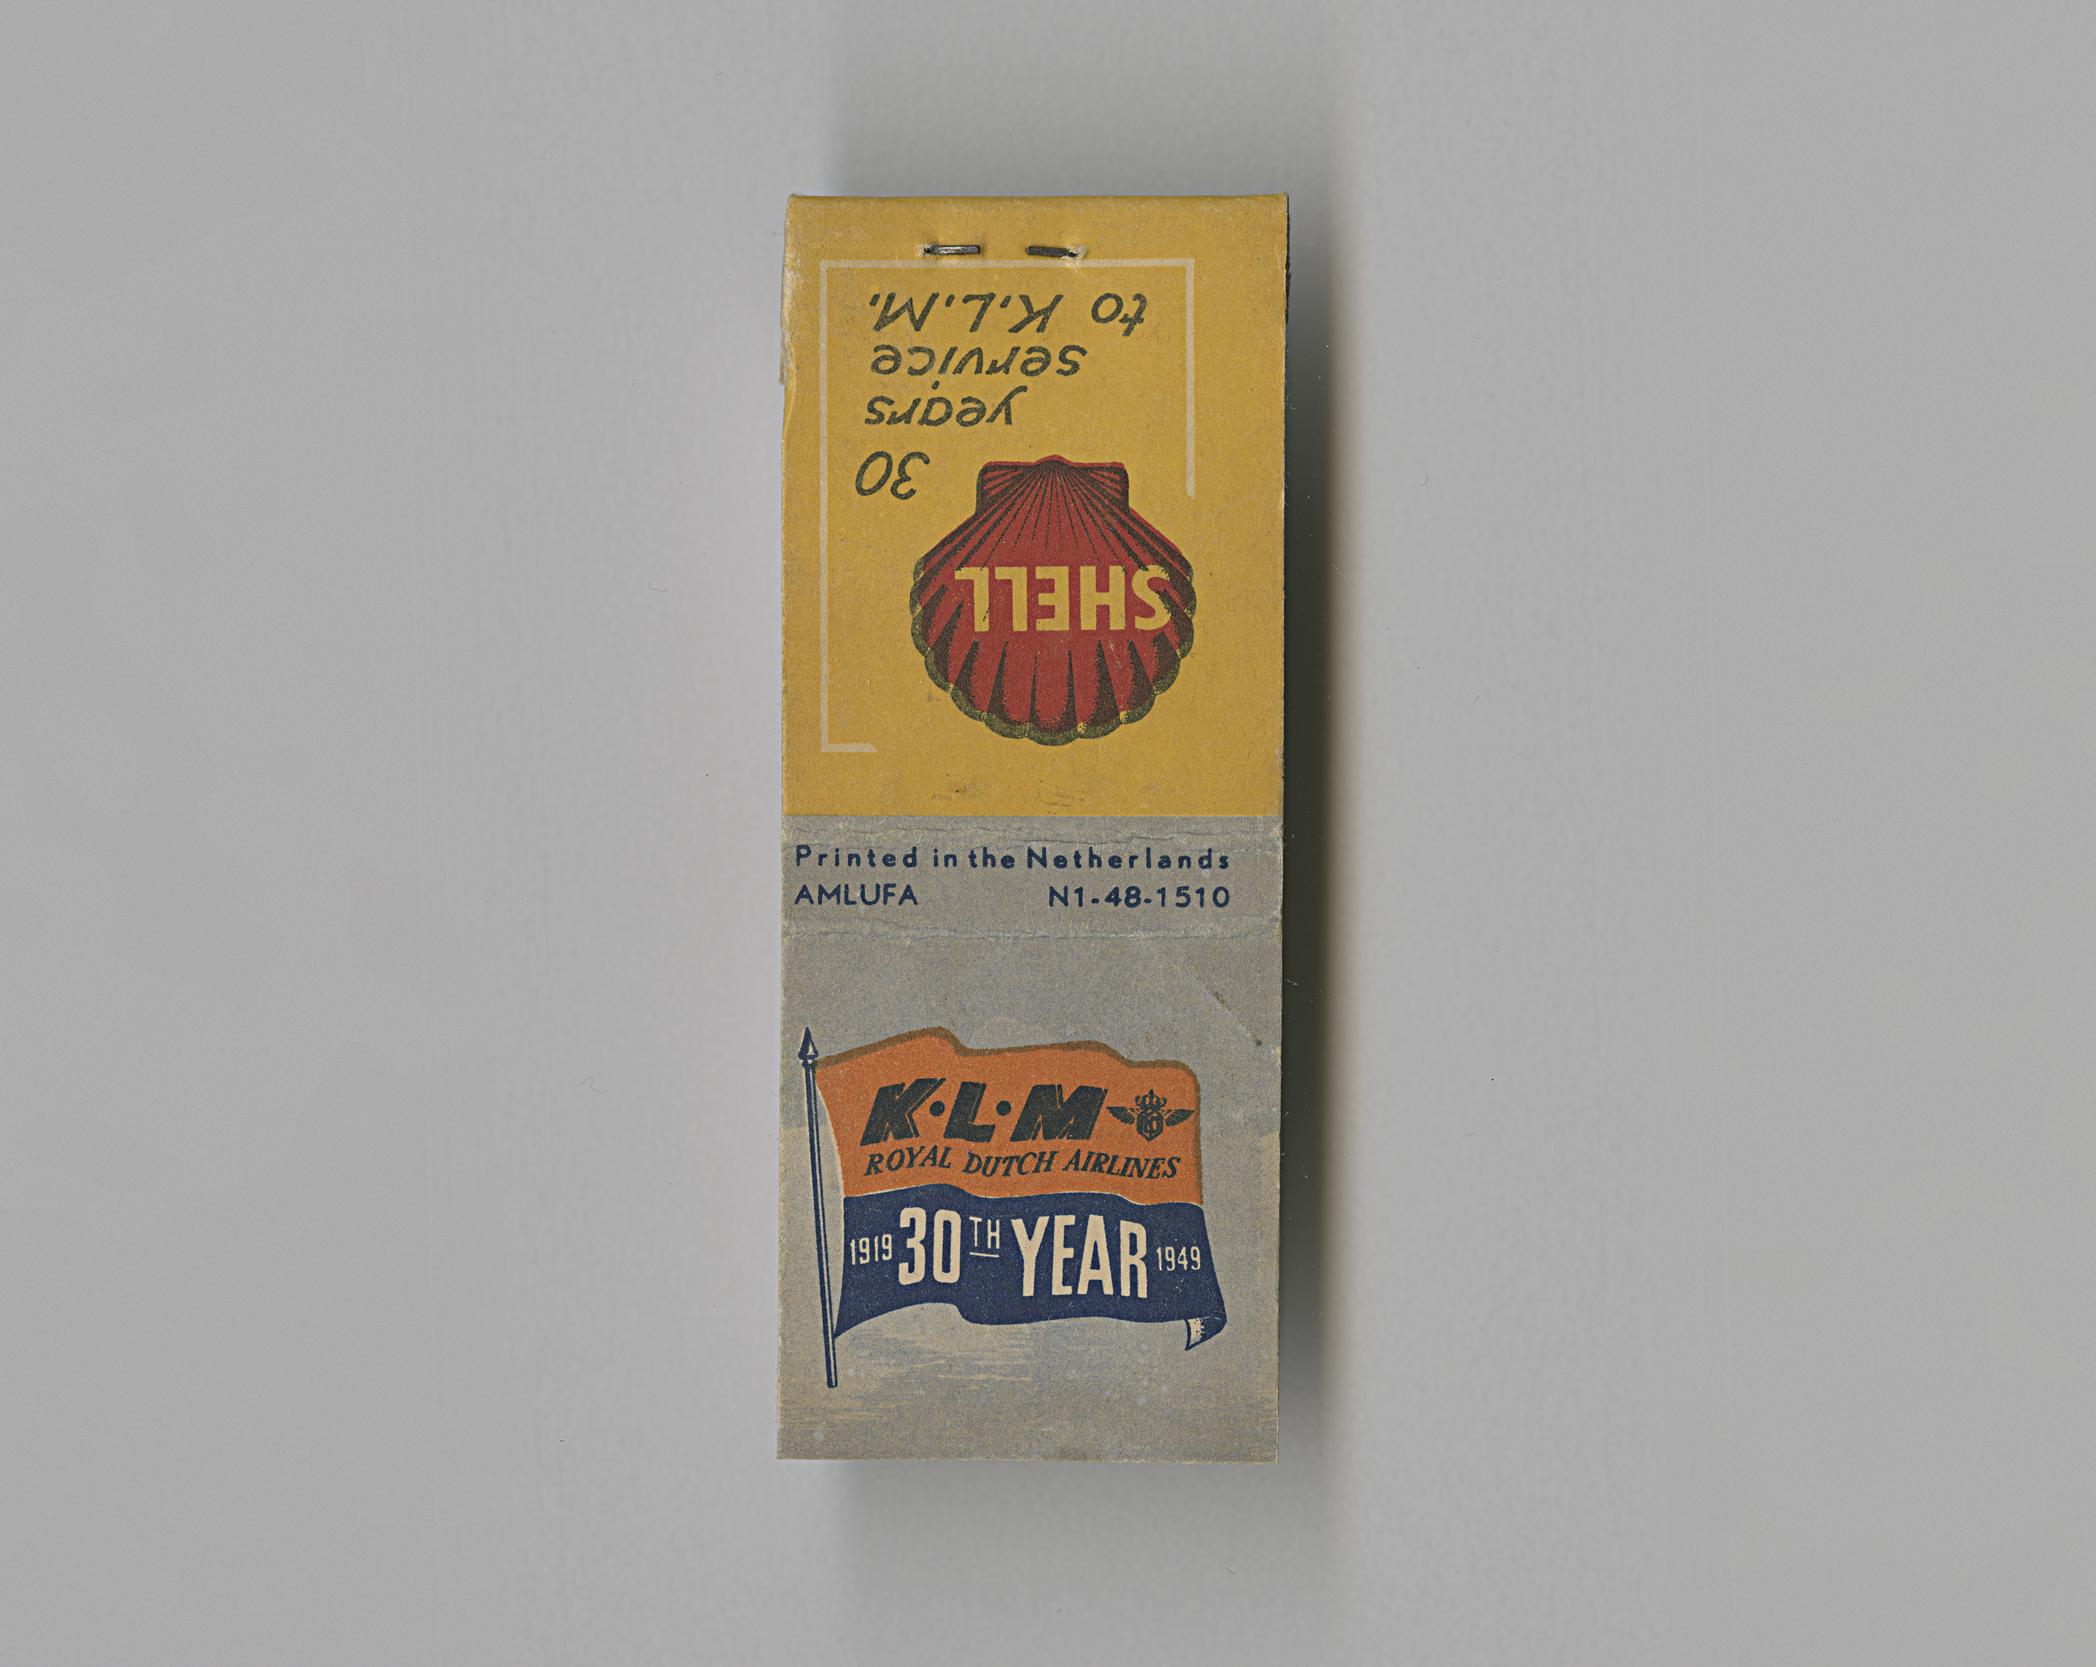 SHELL
30
years
service
to K.L.M.
Printed in the Netherlands
AMLUFA N1-48-1510
K·L·M
ROYAL DUTCH AIRLINES
1919 30TH YEAR 1949